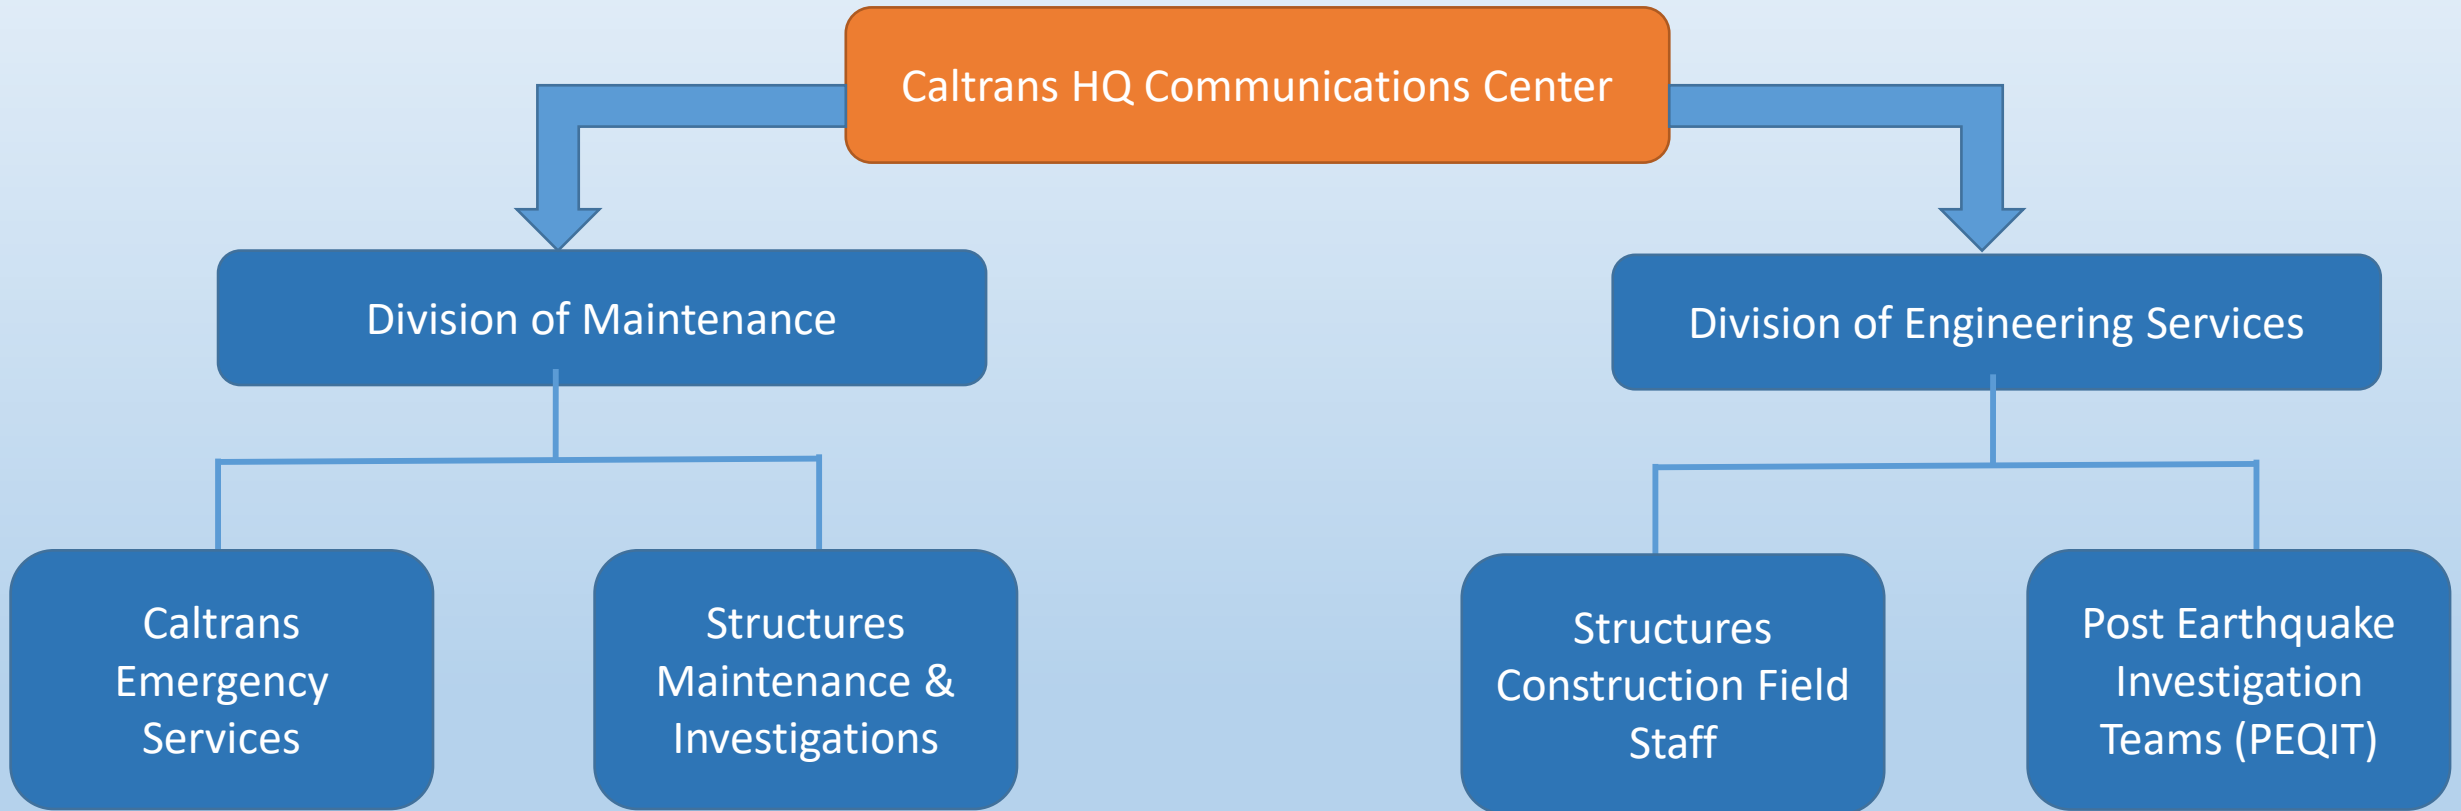 Caltrans HQ Communications Center
Division of Maintenance
Division of Engineering Services
Caltrans
Emergency
Services
Structures
Maintenance &
Investigations
Structures
Construction Field
Staff
Post Earthquake
Investigation
Teams (PEQIT)